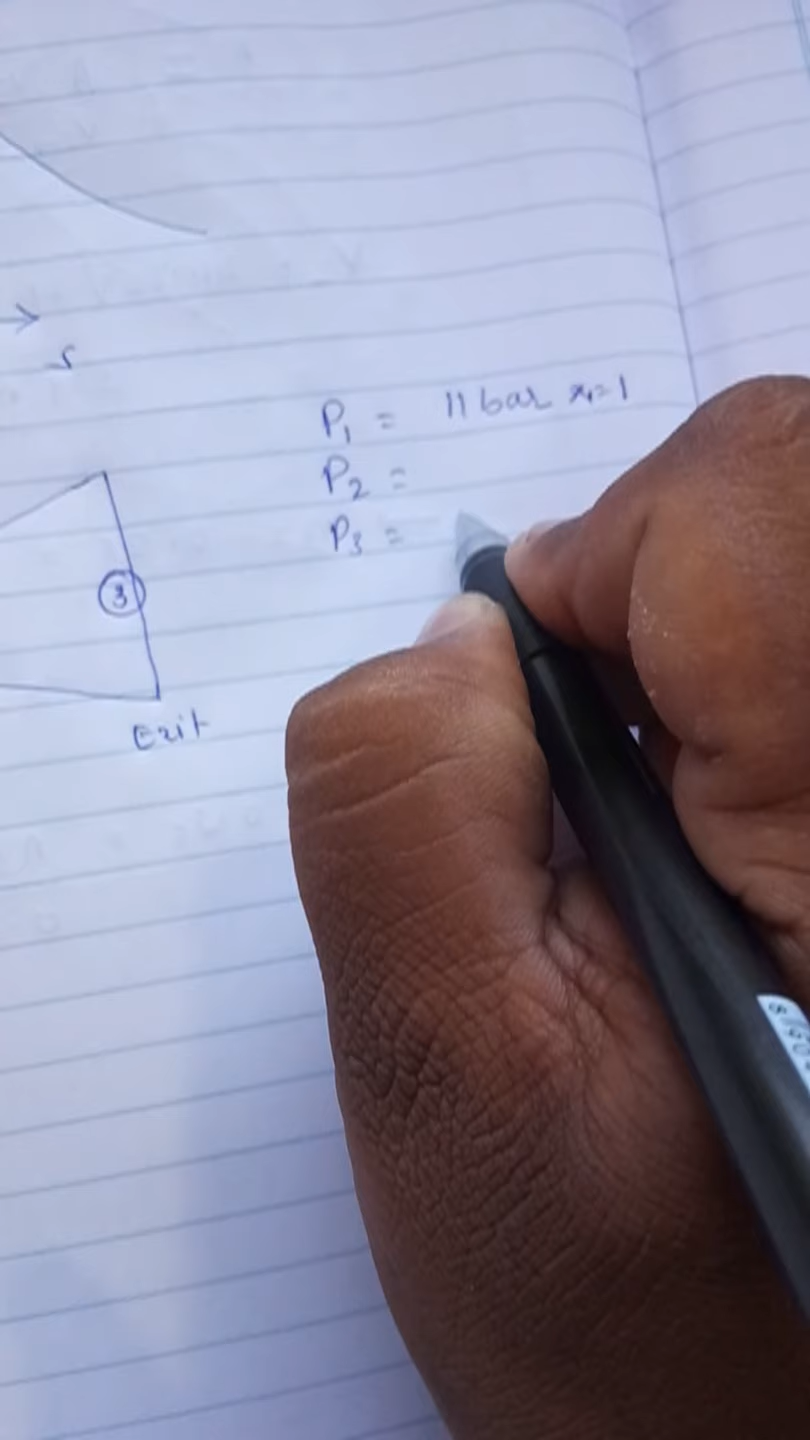 s
P₁ = 11 bar x₁=1
P₂ =
P₃ =
3
Exit